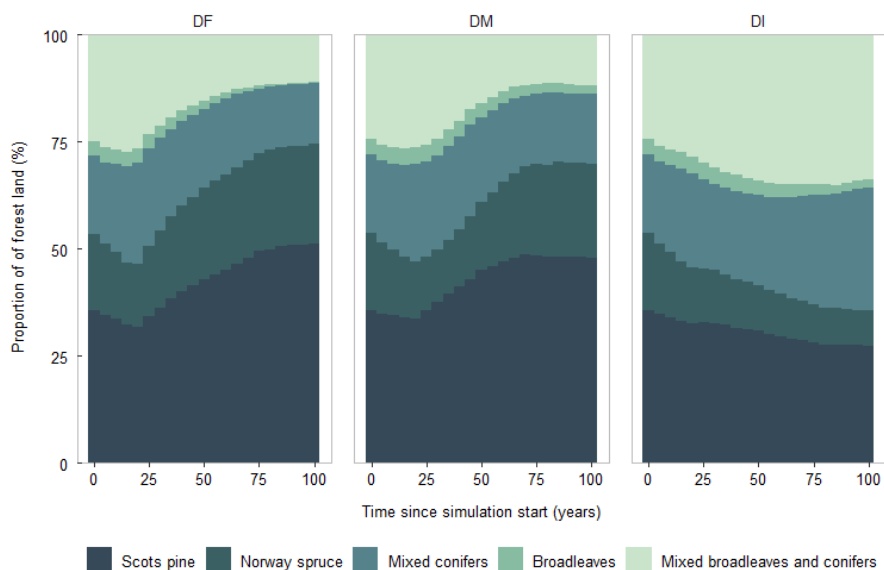 DF DM DI
100
75
50
25
0
Proportion of of forest land (%)
0 25 50 75 100 0 25 50 75 100 0 25 50 75 100
Time since simulation start (years)
Scots pine Norway spruce Mixed conifers Broadleaves Mixed broadleaves and conifers